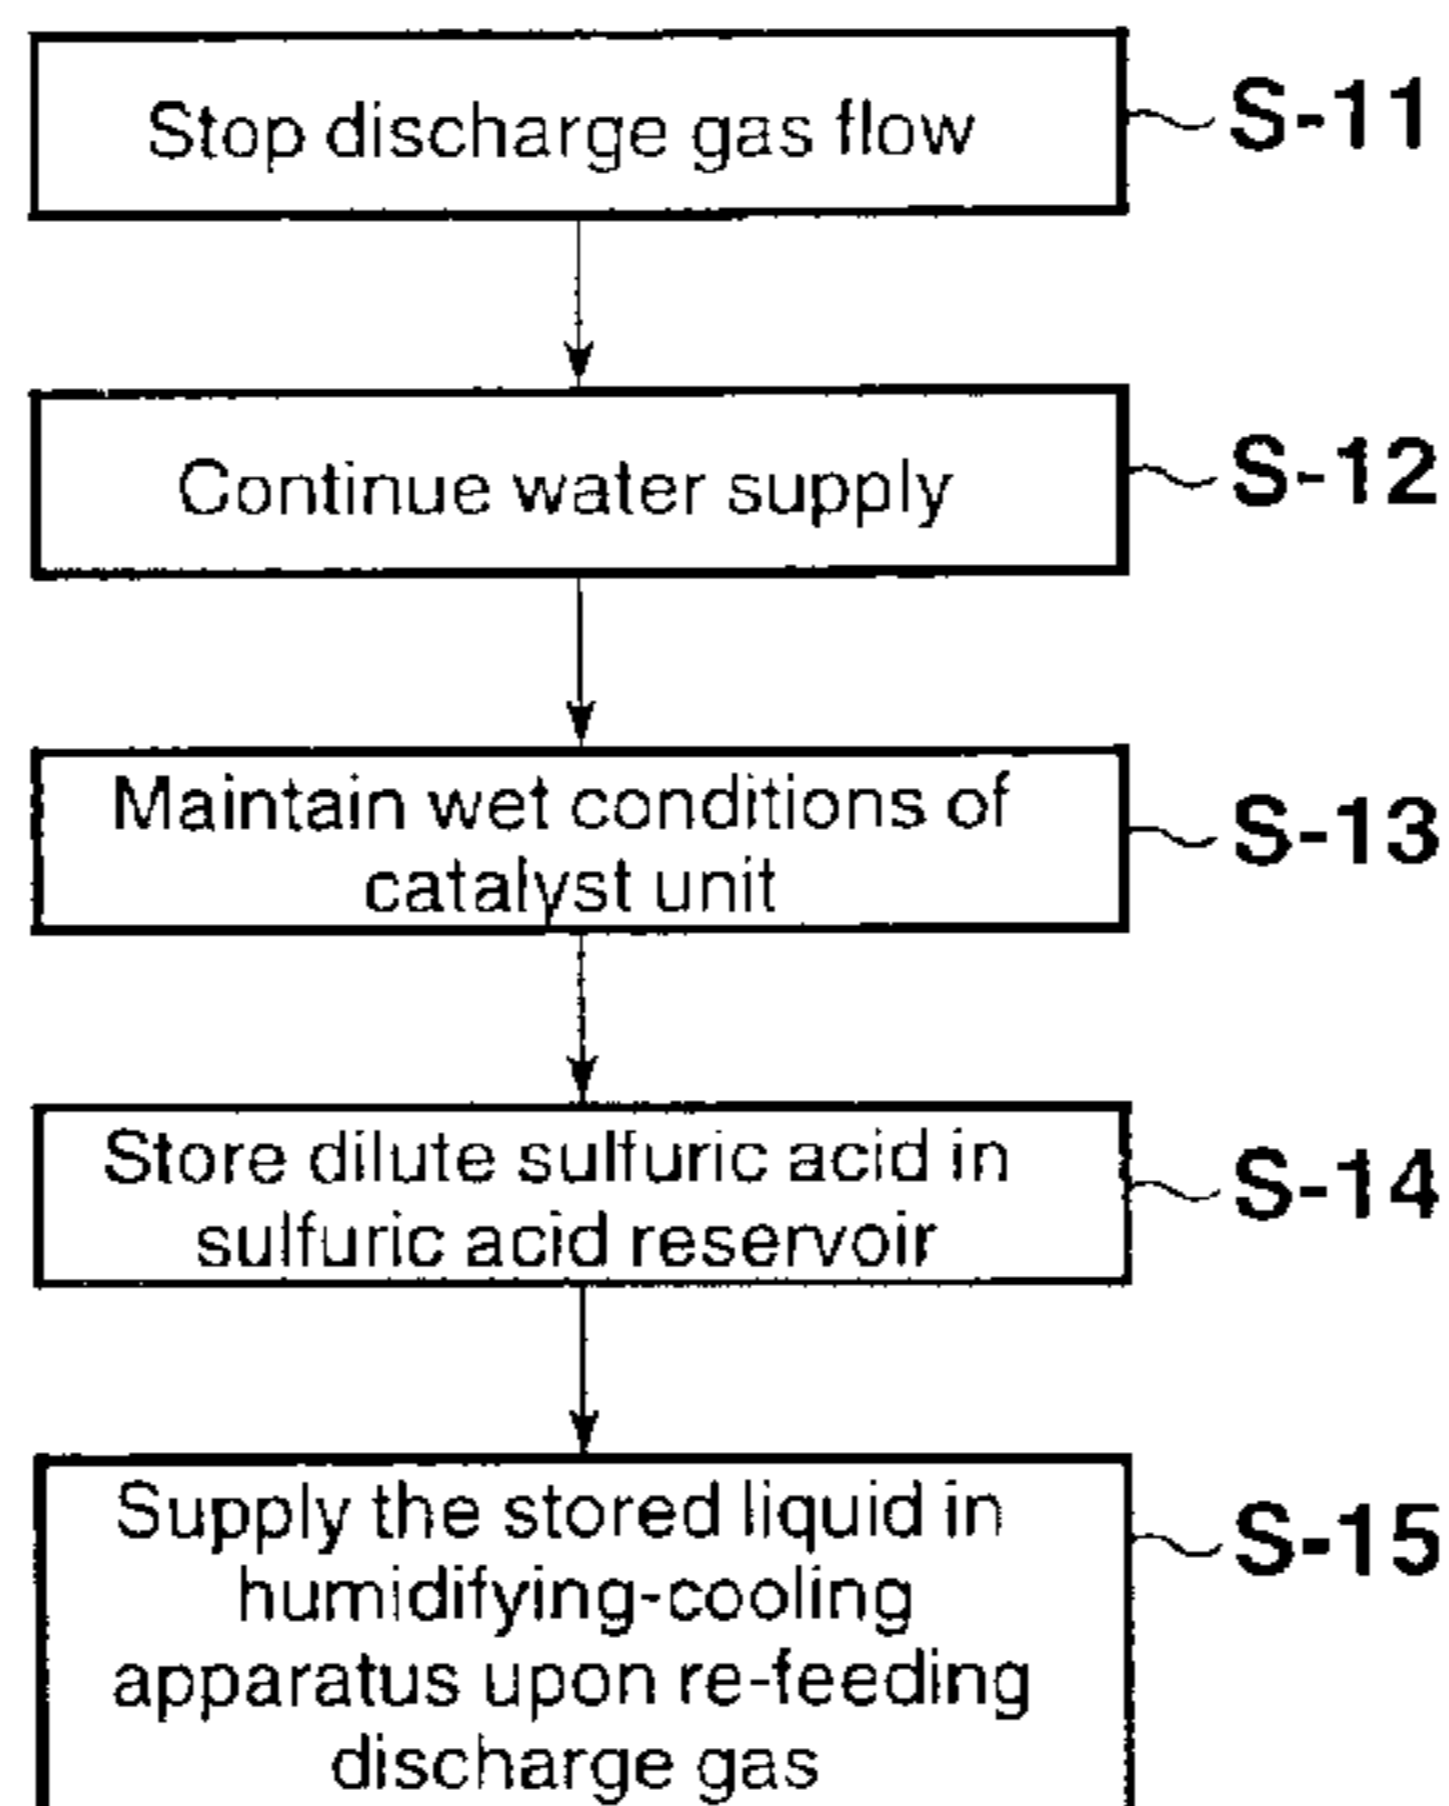 Stop discharge gas flow
S-11
Continue water supply
S-12
Maintain wet conditions of
catalyst unit
S-13
Store dilute sulfuric acid in
sulfuric acid reservoir
S-14
Supply the stored liquid in
humidifying-cooling
apparatus upon re-feeding
discharge gas
S-15